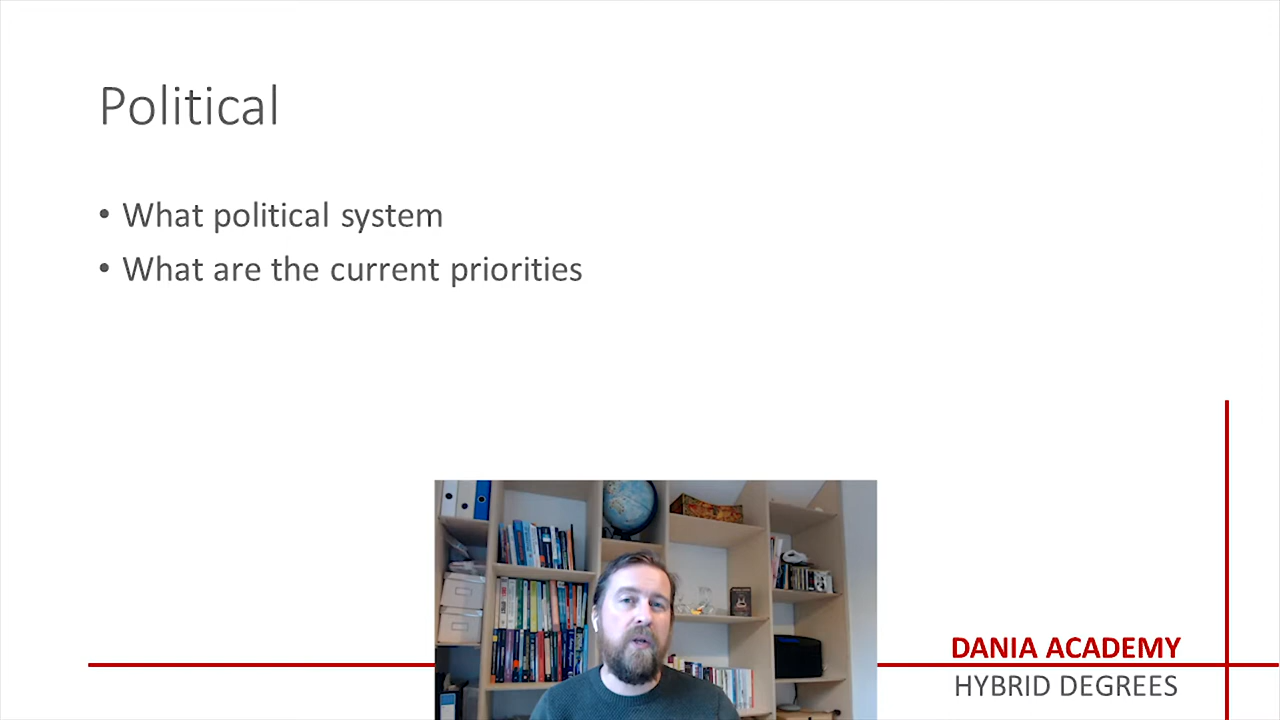 Political
• What political system
• What are the current priorities
DANIA ACADEMY
HYBRID DEGREES